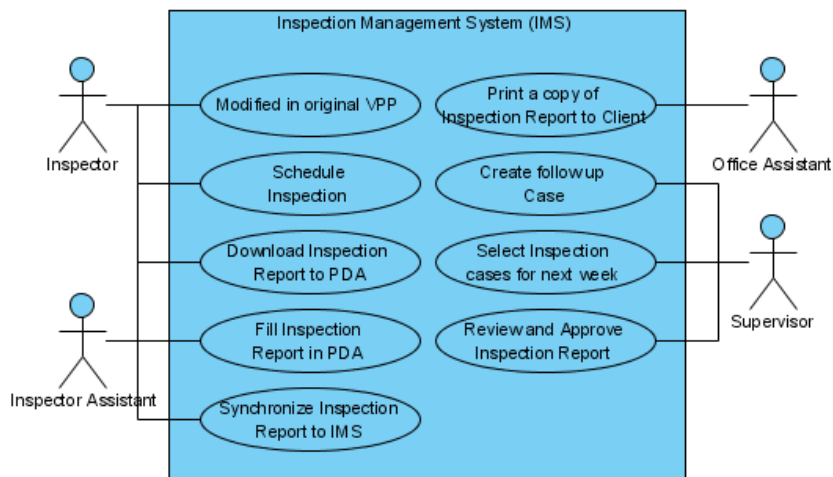 Inspection Management System (IMS)
Modified in original VPP
Print a copy of
Inspection Report to Client
Inspector
Office Assistant
Schedule
Inspection
Create follow up
Case
Download Inspection
Report to PDA
Select Inspection
cases for next week
Supervisor
Fill Inspection
Report in PDA
Review and Approve
Inspection Report
Inspector Assistant
Synchronize Inspection
Report to IMS